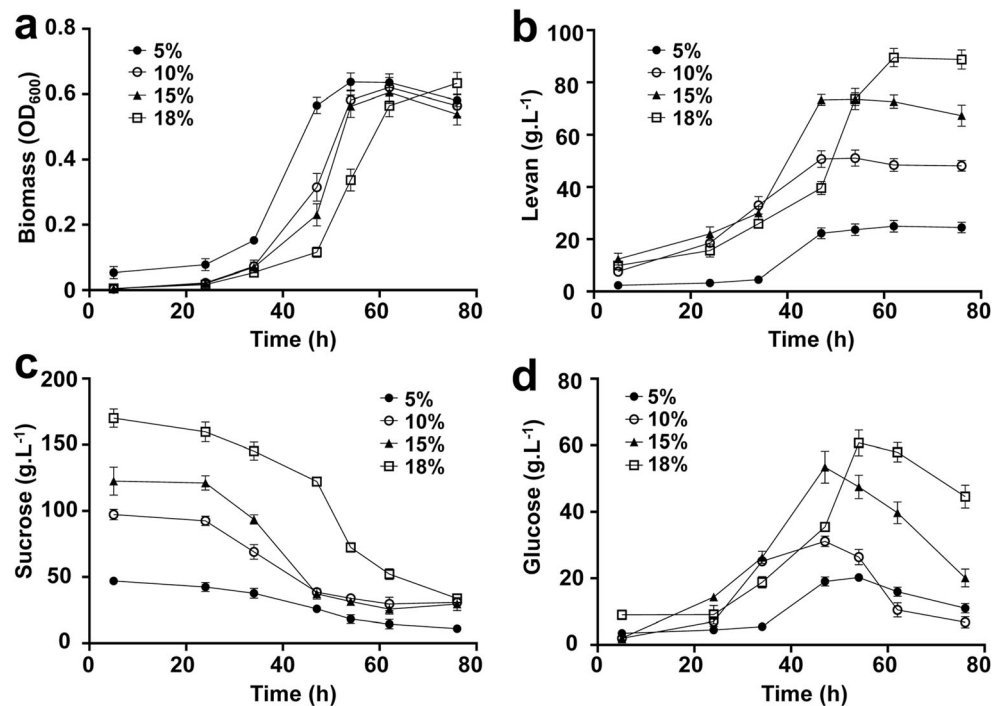 a
Biomass (OD600)
0.8
0.6
0.4
0.2
0
5%
10%
15%
18%
0 20 40 60 80
Time (h)
b
Levan (g.L-1)
100
80
60
40
20
0
5%
10%
15%
18%
0 20 40 60 80
Time (h)
c
Sucrose (g.L-1)
200
150
100
50
0
5%
10%
15%
18%
0 20 40 60 80
Time (h)
d
Glucose (g.L-1)
80
60
40
20
0
5%
10%
15%
18%
0 20 40 60 80
Time (h)